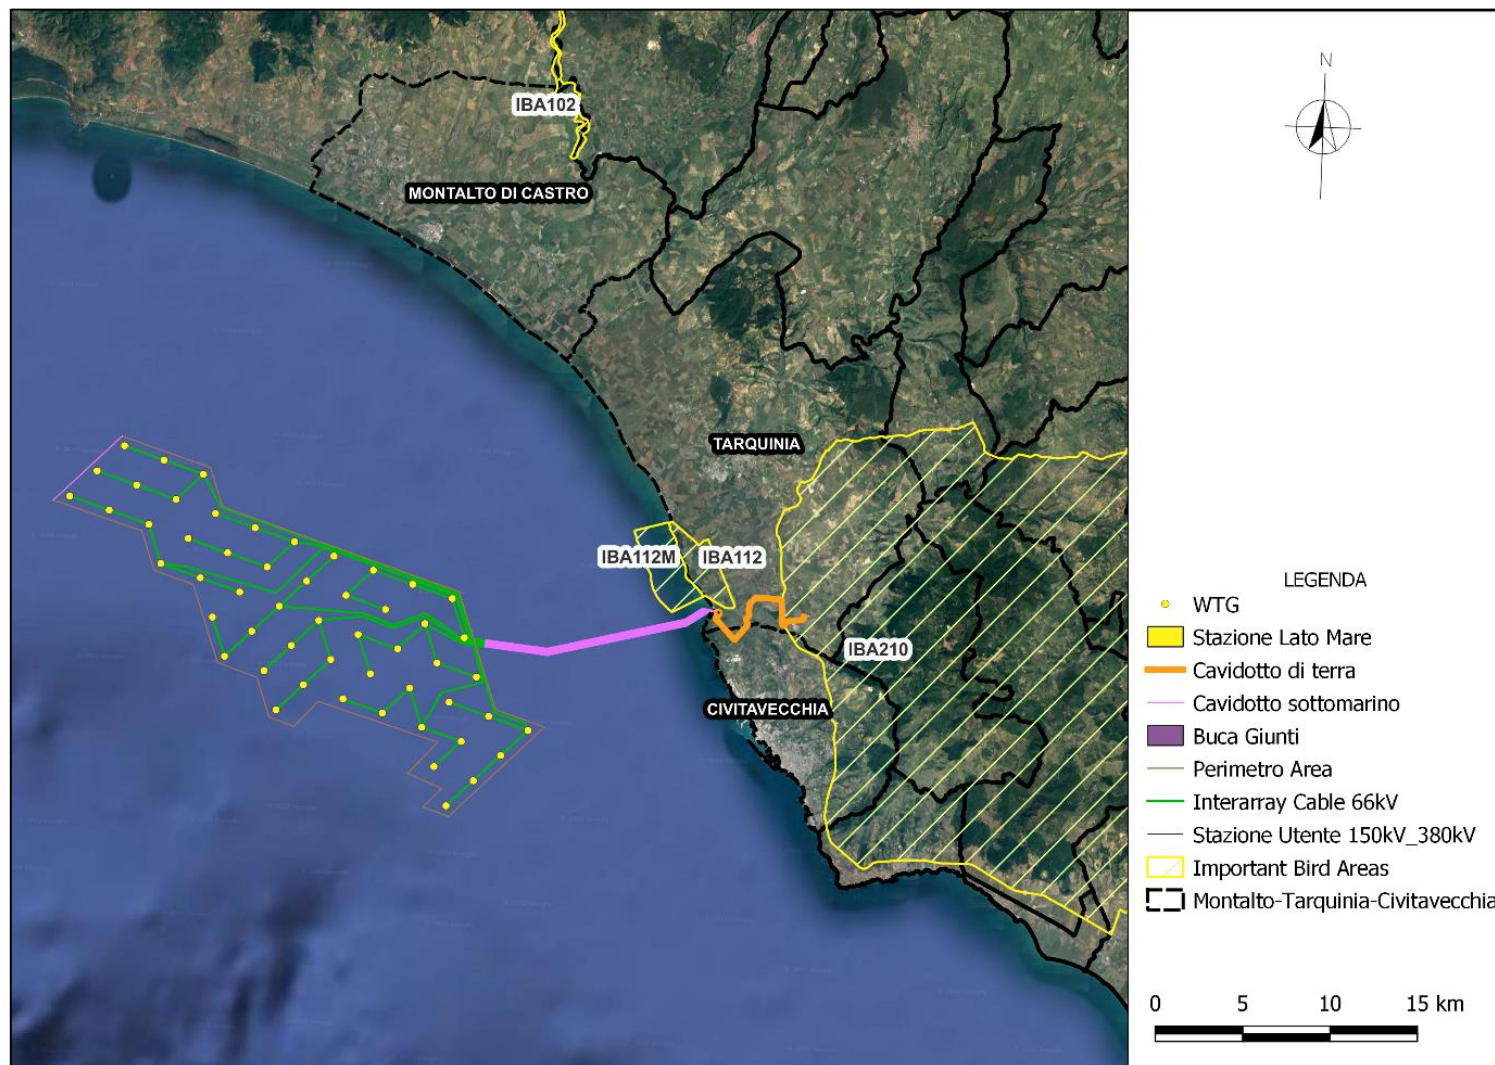 N
IBA102
MONTALTO DI CASTRO
TARQUINIA
IBA112M
IBA112
IBA210
CIVITAVECCHIA
LEGENDA
WTG
Stazione Lato Mare
Cavidotto di terra
Cavidotto sottomarino
Buca Giunti
Perimetro Area
Interarray Cable 66kV
Stazione Utente 150kV_380kV
Important Bird Areas
Montalto-Tarquinia-Civitavecchia
0 5 10 15 km